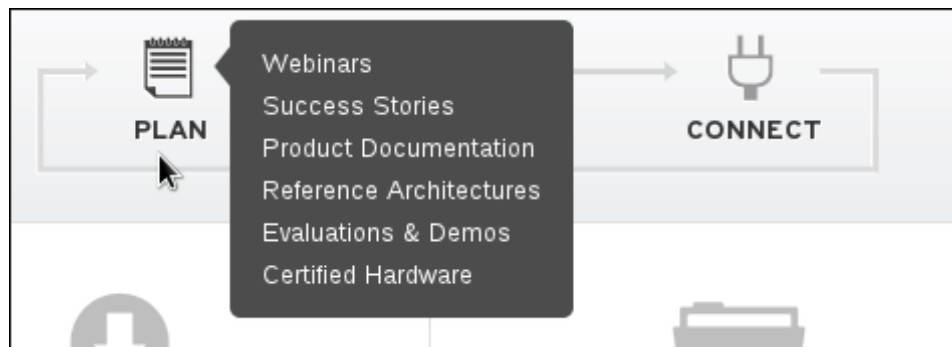 PLAN
Webinars
Success Stories
Product Documentation
Reference Architectures
Evaluations & Demos
Certified Hardware
CONNECT